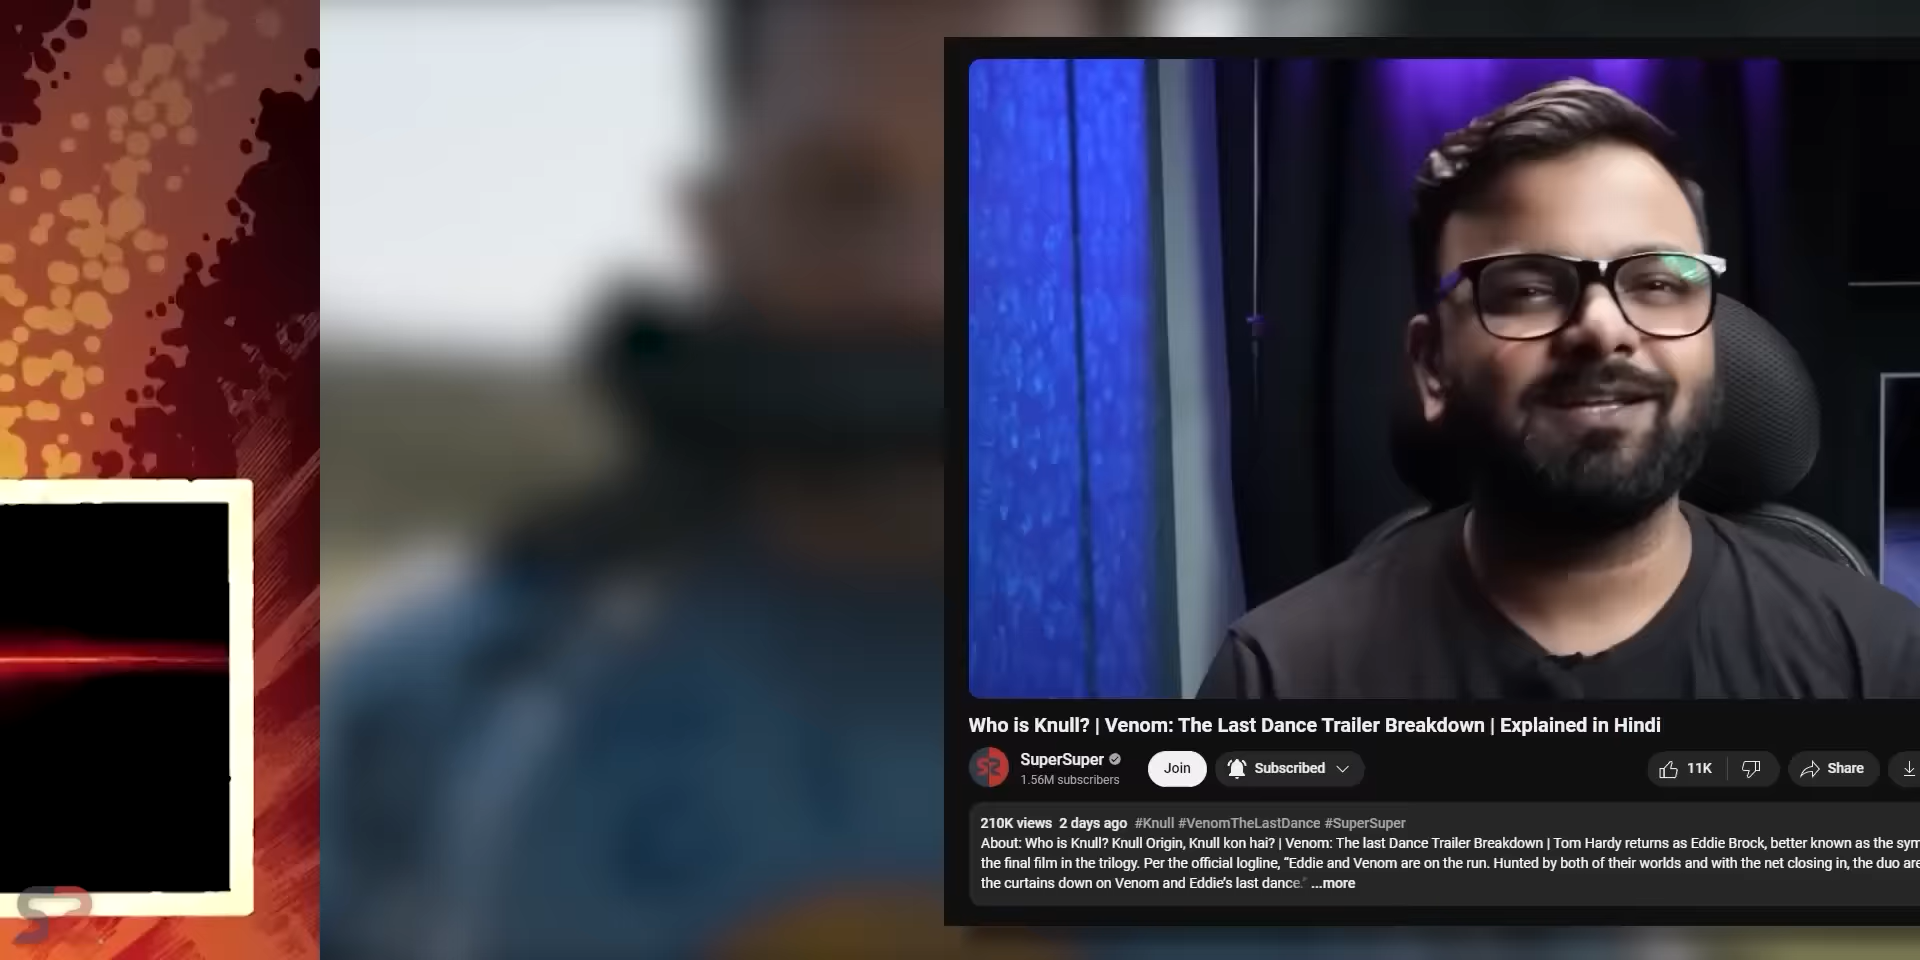 Who is Knull? | Venom: The Last Dance Trailer Breakdown | Explained in Hindi
SuperSuper
1.56M subscribers
Join
Subscribed
11K
Share
210K views 2 days ago #Knull #VenomTheLastDance #SuperSuper
About: Who is Knull? Knull Origin, Knull kon hai? | Venom: The last Dance Trailer Breakdown | Tom Hardy returns as Eddie Brock, better known as the sym
the final film in the trilogy. Per the official logline, “Eddie and Venom are on the run. Hunted by both of their worlds and with the net closing in, the duo are
the curtains down on Venom and Eddie’s last dance.” ...more